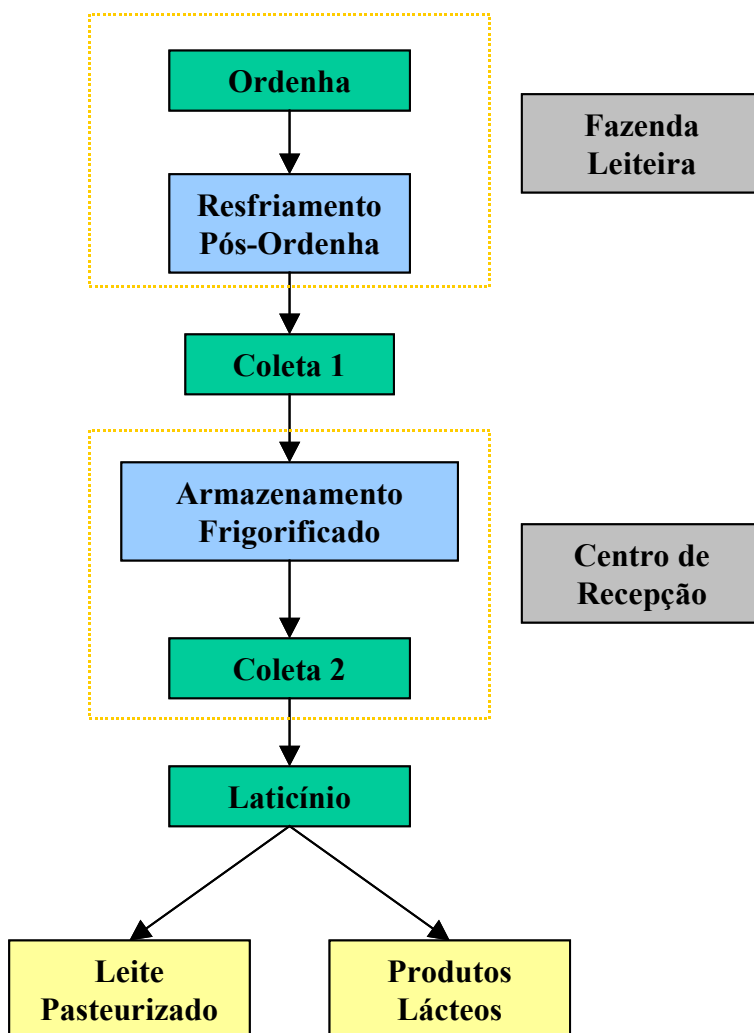 Ordenha
Fazenda
Leiteira
Resfriamento
Pós-Ordenha
Coleta 1
Armazenamento
Frigorificado
Centro de
Recepção
Coleta 2
Laticínio
Leite
Pasteurizado
Produtos
Lácteos